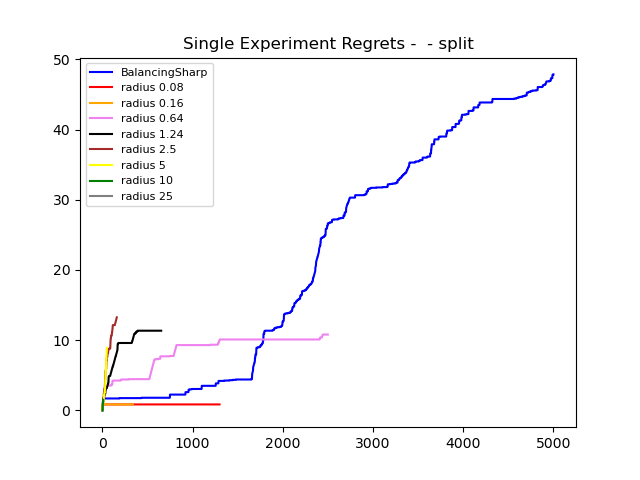 Single Experiment Regrets -  - split
BalancingSharp
radius 0.08
radius 0.16
radius 0.64
radius 1.24
radius 2.5
radius 5
radius 10
radius 25
50
40
30
20
10
0
0 1000 2000 3000 4000 5000